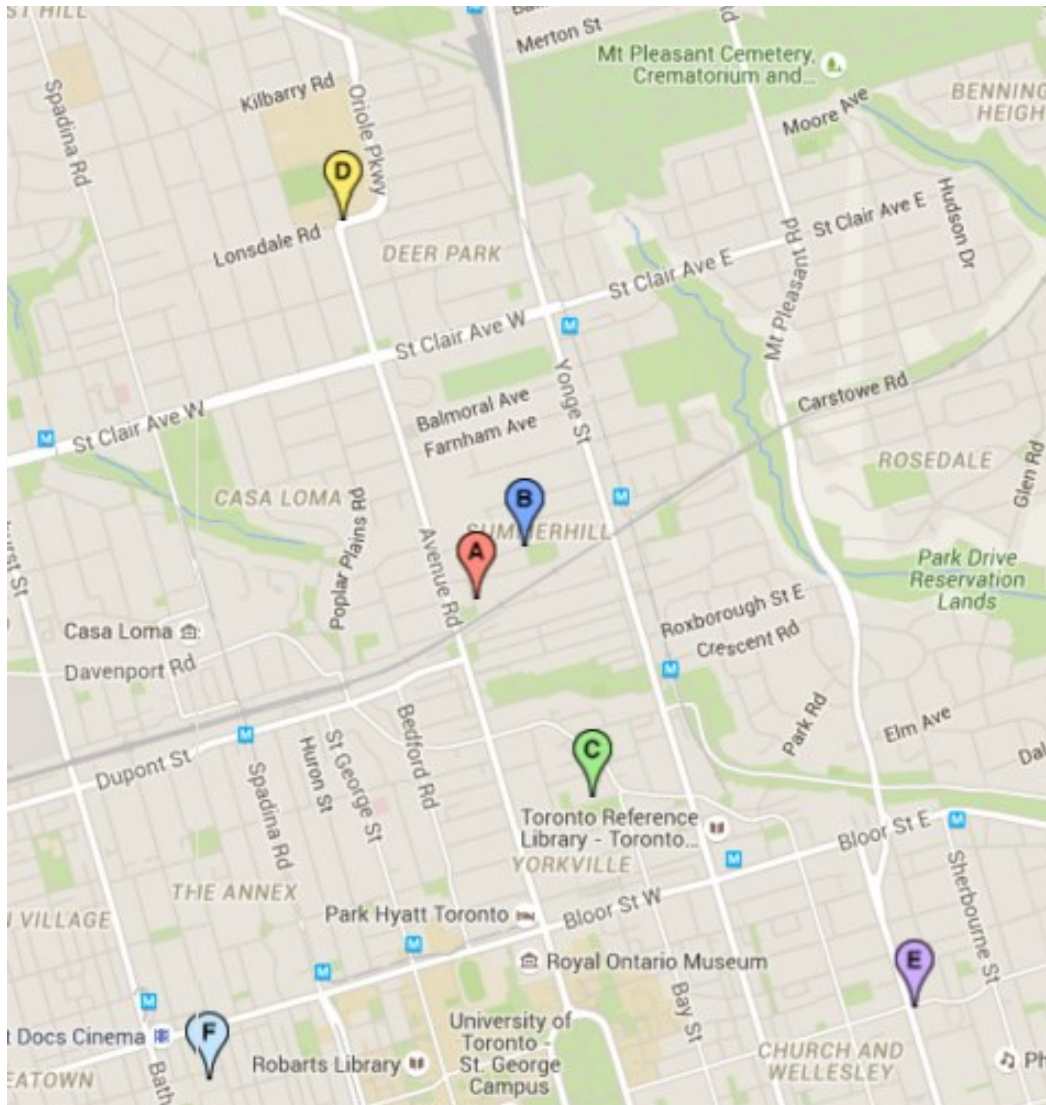 ST HILL
Merton St
Mt Pleasant Cemetery,
Crematorium and...
Kilbarry Rd
Oriole Pkwy
Spadina Rd
Moore Ave
BENNING
HEIGH
D
Lonsdale Rd
DEER PARK
St Clair Ave E
Hudson Dr
St Clair Ave E
Mt Pleasant Rd
M
St Clair Ave W
Yonge St
Carstowe Rd
Balmoral Ave
Farnham Ave
St Clair Ave W
M
ROSEDALE
Glen Rd
CASA LOMA
Poplar Plains Rd
M
B
SUMMERHILL
A
Avenue Rd
urst St
Park Drive
Reservation
Lands
Roxborough St E
Crescent Rd
Casa Loma
Davenport Rd
M
Park Rd
Elm Ave
Dal
Bedford Rd
M
Dupont St
Huron St
St George St
Spadina Rd
C
Toronto Reference
Library - Toronto...
Bloor St E
M
M
YORKVILLE
Sherbourne St
THE ANNEX
N VILLAGE
Park Hyatt Toronto
Bloor St W
M
M
Royal Ontario Museum
E
M
Bay St
t Docs Cinema
F
University of
Toronto -
St. George
Campus
Robarts Library
CHURCH AND
WELLESLEY
Ph
EATOWN
Bath